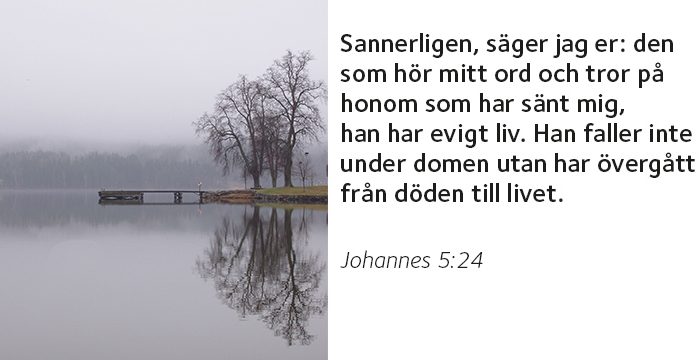 Sannerligen, säger jag er: den
som hör mitt ord och tror på
honom som har sänt mig,
han har evigt liv. Han faller inte
under domen utan har övergått
från döden till livet.
Johannes 5:24